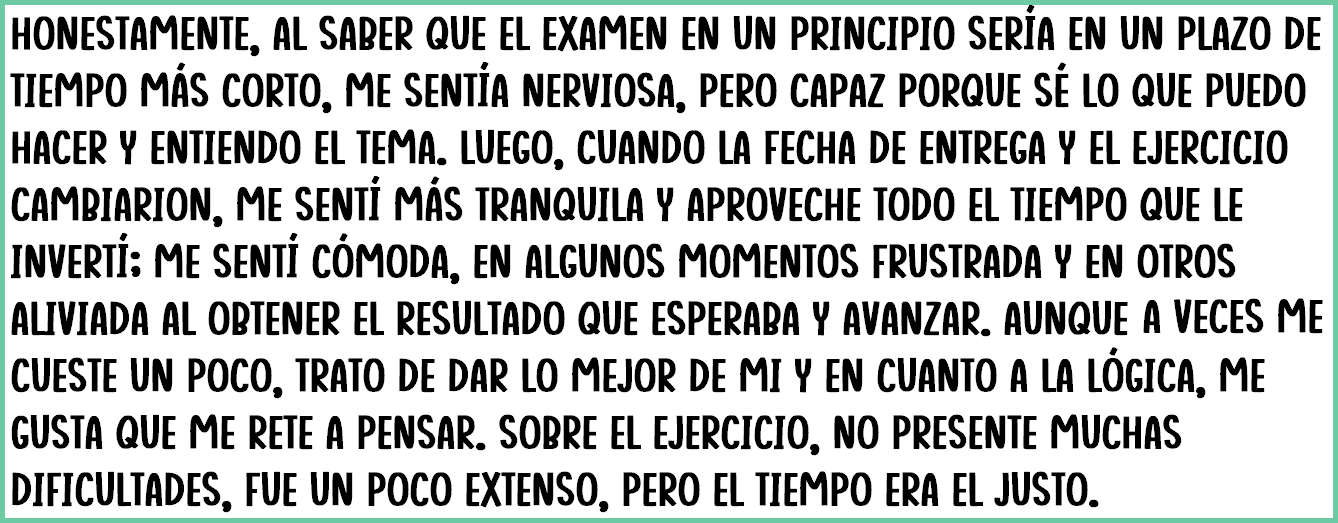 HONESTAMENTE, AL SABER QUE EL EXAMEN EN UN PRINCIPIO SERÍA EN UN PLAZO DE
TIEMPO MÁS CORTO, ME SENTÍA NERVIOSA, PERO CAPAZ PORQUE SÉ LO QUE PUEDO
HACER Y ENTIENDO EL TEMA. LUEGO, CUANDO LA FECHA DE ENTREGA Y EL EJERCICIO
CAMBIARION, ME SENTÍ MÁS TRANQUILA Y APROVECHE TODO EL TIEMPO QUE LE
INVERTÍ; ME SENTÍ CÓMODA, EN ALGUNOS MOMENTOS FRUSTRADA Y EN OTROS
ALIVIADA AL OBTENER EL RESULTADO QUE ESPERABA Y AVANZAR. AUNQUE A VECES ME
CUESTE UN POCO, TRATO DE DAR LO MEJOR DE MI Y EN CUANTO A LA LÓGICA, ME
GUSTA QUE ME RETE A PENSAR. SOBRE EL EJERCICIO, NO PRESENTE MUCHAS
DIFICULTADES, FUE UN POCO EXTENSO, PERO EL TIEMPO ERA EL JUSTO.